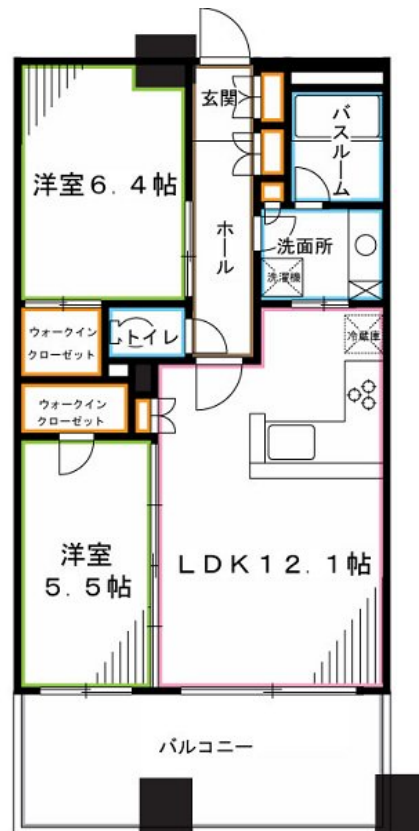 玄関
バスルーム
洋室6.4帖
ホール
洗面所
洗濯機
ウォークイン
クローゼット
トイレ
冷蔵庫
ウォークイン
クローゼット
洋室
5.5帖
LDK12.1帖
バルコニー